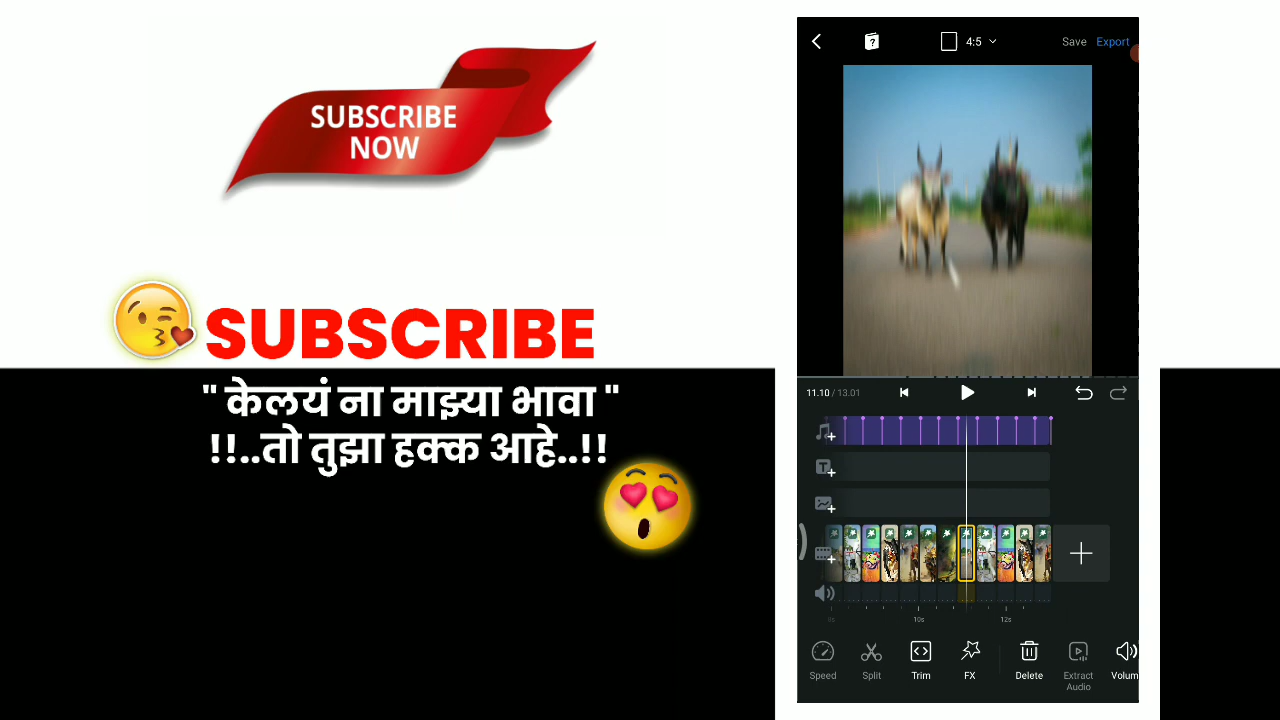 SUBSCRIBE
NOW
SUBSCRIBE
" केलयं ना माझ्या भावा "
!!..तो तुझा हक्क आहे..!!
4:5
Save
Export
11.10 / 13.01
10s
12s
Speed
Split
Trim
FX
Delete
Extract
Audio
Volum